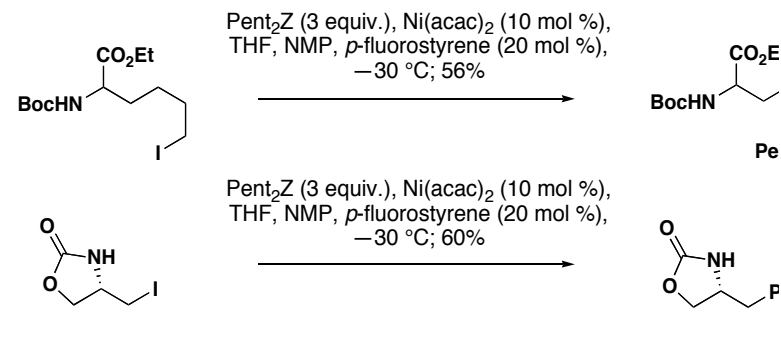 Pent₂Z (3 equiv.), Ni(acac)₂ (10 mol %),
THF, NMP, p-fluorostyrene (20 mol %),
—30 °C; 56%
CO₂Et
BocHN
I
CO₂E
BocHN
Pe
Pent₂Z (3 equiv.), Ni(acac)₂ (10 mol %),
THF, NMP, p-fluorostyrene (20 mol %),
—30 °C; 60%
O
NH
O
I
O
NH
O
P